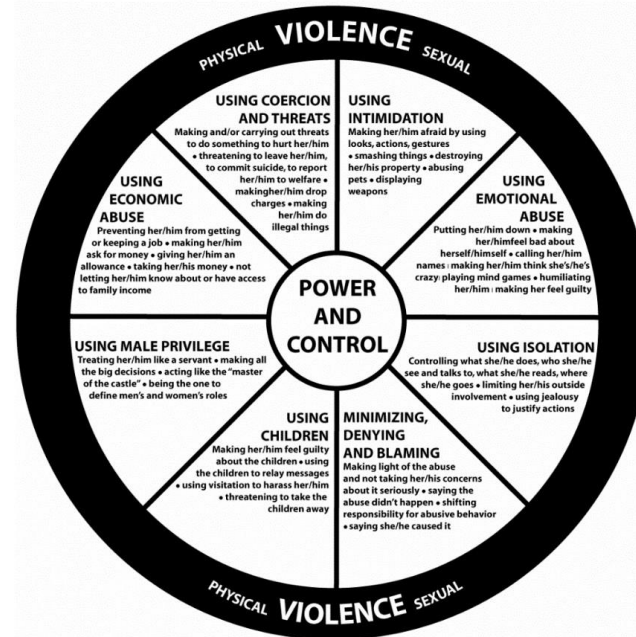 PHYSICAL VIOLENCE SEXUAL
USING COERCION
AND THREATS
Making and/or carrying out threats
to do something to hurt her/him
• threatening to leave her/him,
to commit suicide, to report
her/him to welfare •
makingher/him drop
charges • making
her/him do
illegal things
USING
INTIMIDATION
Making her/him afraid by using
looks, actions, gestures
• smashing things • destroying
her/his property • abusing
pets • displaying
weapons
USING
EMOTIONAL
ABUSE
Putting her/him down • making
her/himfeel bad about
herself/himself • calling her/him
names • making her/him think she's/he's
crazy• playing mind games • humiliating
her/him • making her feel guilty
USING ISOLATION
Controlling what she/he does, who she/he
see and talks to, what she/he reads, where
she/he goes • limiting her/his outside
involvement • using jealousy
to justify actions
MINIMIZING,
DENYING
AND BLAMING
Making light of the abuse
and not taking her/his concerns
about it seriously • saying the
abuse didn't happen • shifting
responsibility for abusive behavior
• saying she/he caused it
USING
CHILDREN
Making her/him feel guilty
about the children • using
the children to relay messages
• using visitation to harass her/him
• threatening to take the
children away
USING MALE PRIVILEGE
Treating her/him like a servant • making all
the big decisions • acting like the "master
of the castle" • being the one to
define men's and women's roles
USING
ECONOMIC
ABUSE
Preventing her/him from getting
or keeping a job • making her/him
ask for money • giving her/him an
allowance • taking her/his money • not
letting her/him know about or have access
to family income
POWER
AND
CONTROL
PHYSICAL VIOLENCE SEXUAL